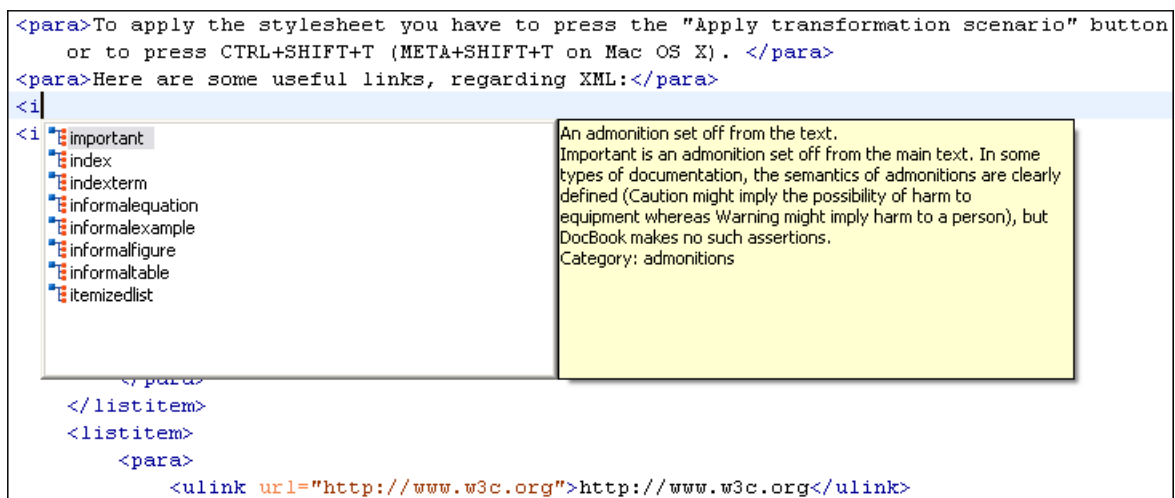 <para>To apply the stylesheet you have to press the "Apply transformation scenario" button
or to press CTRL+SHIFT+T (META+SHIFT+T on Mac OS X). </para>
<para>Here are some useful links, regarding XML:</para>
<i
<i
important
index
indexterm
informalequation
informalexample
informalfigure
informaltable
itemizedlist
An admonition set off from the text.
Important is an admonition set off from the main text. In some
types of documentation, the semantics of admonitions are clearly
defined (Caution might imply the possibility of harm to
equipment whereas Warning might imply harm to a person), but
DocBook makes no such assertions.
Category: admonitions
</para>
</listitem>
<listitem>
<para>
<ulink url="http://www.w3c.org">http://www.w3c.org</ulink>